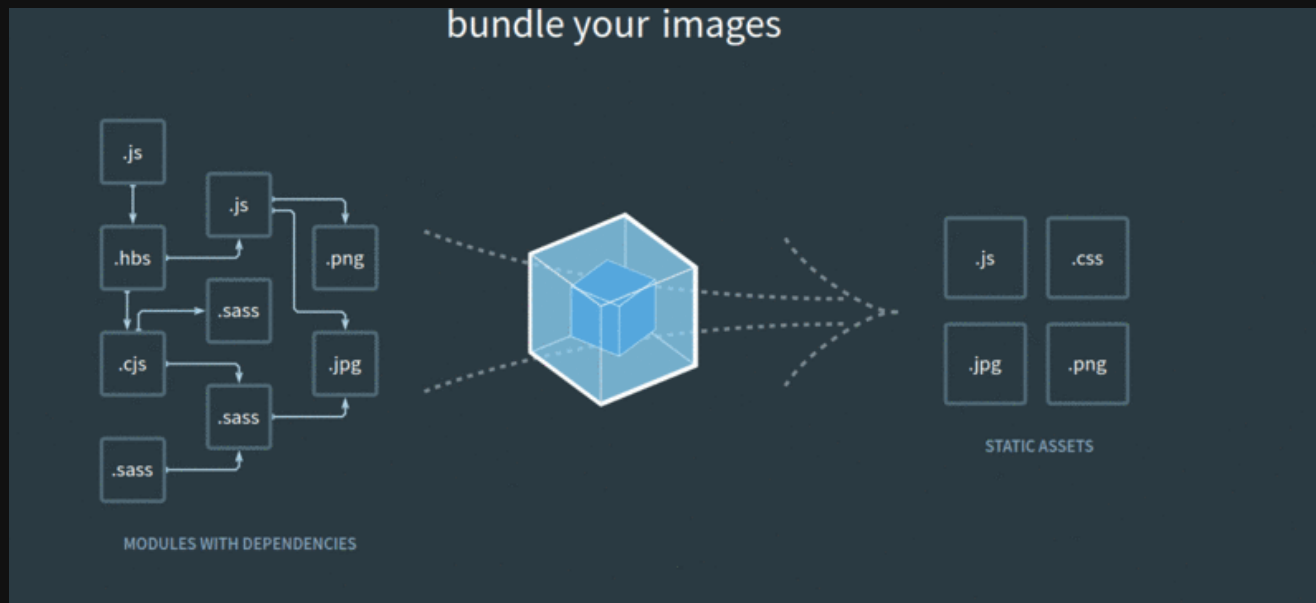 bundle your images
.js
.js
.hbs
.png
.sass
.cjs
.jpg
.sass
.sass
MODULES WITH DEPENDENCIES
.js
.css
.jpg
.png
STATIC ASSETS